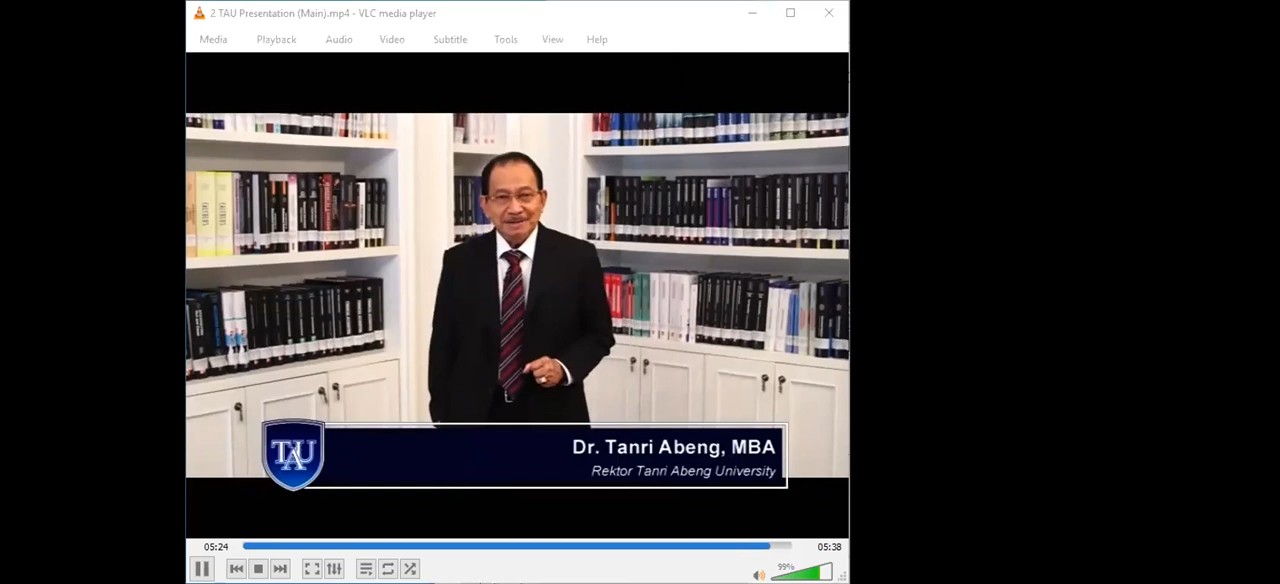 2 TAU Presentation (Main).mp4 - VLC media player
Media Playback Audio Video Subtitle Tools View Help
TAU
Dr. Tanri Abeng, MBA
Rektor Tanri Abeng University
05:24 05:38
99%